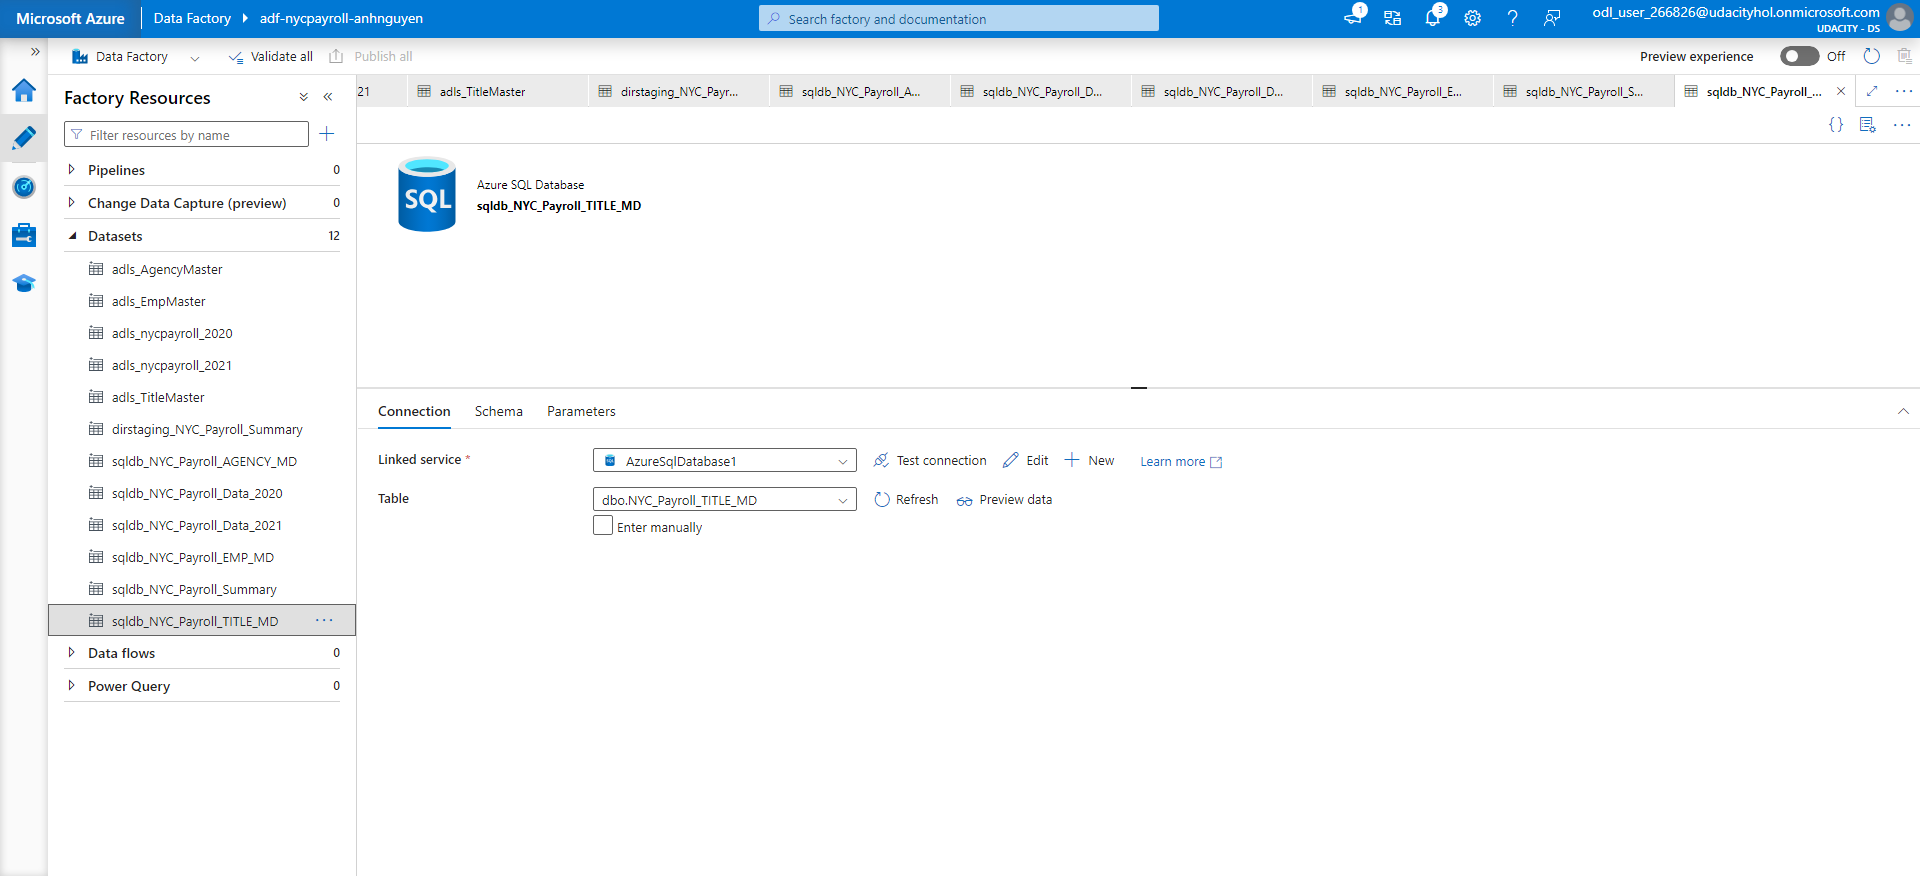 Microsoft Azure
Data Factory
adf-nycpayroll-anhnguyen
Search factory and documentation
1
3
odl_user_266826@udacityhol.onmicrosoft.com
UDACITY - DS
Data Factory
Validate all
Publish all
Preview experience
Off
Factory Resources
Filter resources by name
Pipelines
0
Change Data Capture (preview)
0
Datasets
12
adls_AgencyMaster
adls_EmpMaster
adls_nycpayroll_2020
adls_nycpayroll_2021
adls_TitleMaster
dirstaging_NYC_Payroll_Summary
sqldb_NYC_Payroll_AGENCY_MD
sqldb_NYC_Payroll_Data_2020
sqldb_NYC_Payroll_Data_2021
sqldb_NYC_Payroll_EMP_MD
sqldb_NYC_Payroll_Summary
sqldb_NYC_Payroll_TITLE_MD
Data flows
0
Power Query
0
21
adls_TitleMaster
dirstaging_NYC_Payr...
sqldb_NYC_Payroll_A...
sqldb_NYC_Payroll_D...
sqldb_NYC_Payroll_D...
sqldb_NYC_Payroll_E...
sqldb_NYC_Payroll_S...
sqldb_NYC_Payroll_...
SQL
Azure SQL Database
sqldb_NYC_Payroll_TITLE_MD
Connection
Schema
Parameters
Linked service *
AzureSqlDatabase1
Test connection
Edit
New
Learn more
Table
dbo.NYC_Payroll_TITLE_MD
Refresh
Preview data
Enter manually